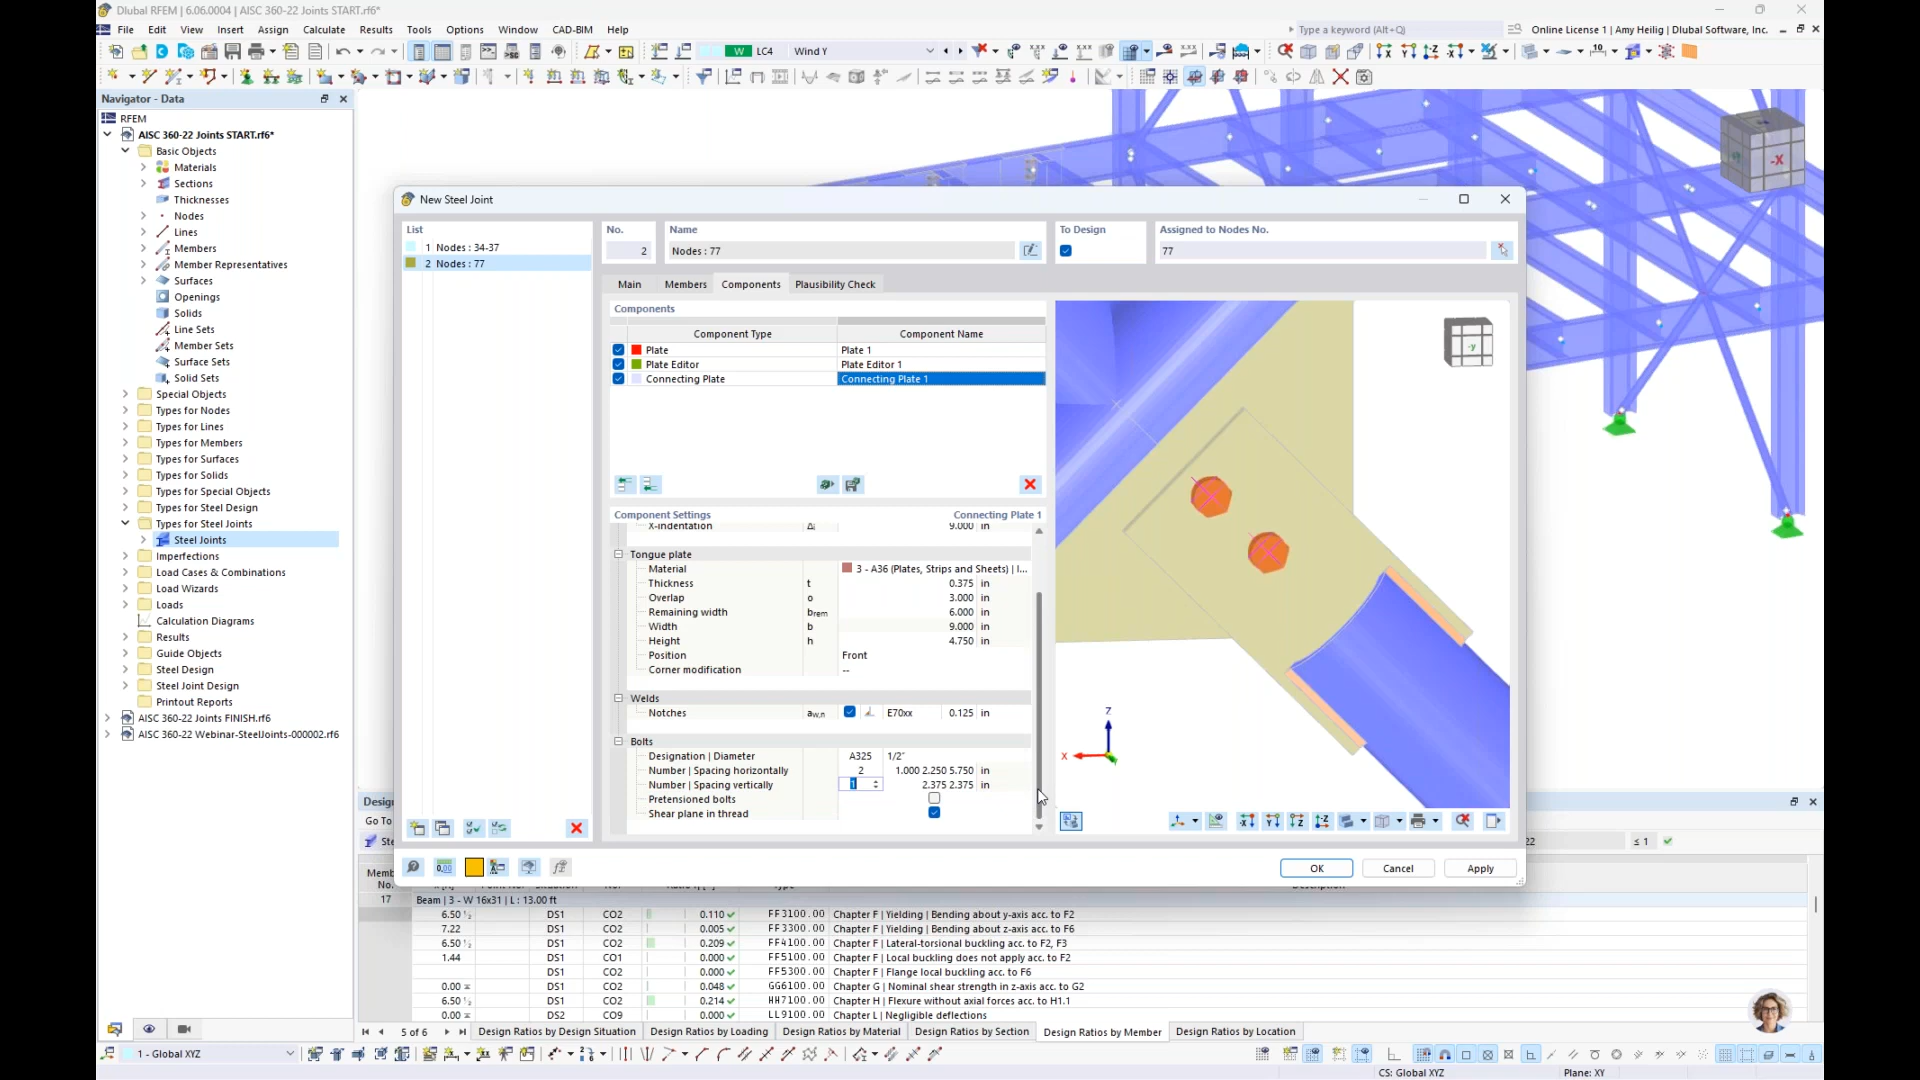 Dlubal RFEM | 6.06.0004 | AISC 360-22 Joints START.rf6*
File Edit View Insert Assign Calculate Results Tools Options Window CAD-BIM Help
Type a keyword (Alt+Q)
Online License 1 | Amy Heilig | Dlubal Software, Inc.
W LC4 Wind Y
Navigator - Data
RFEM
AISC 360-22 Joints START.rf6*
Basic Objects
Materials
Sections
Thicknesses
Nodes
Lines
Members
Member Representatives
Surfaces
Openings
Solids
Line Sets
Member Sets
Surface Sets
Solid Sets
Special Objects
Types for Nodes
Types for Lines
Types for Members
Types for Surfaces
Types for Solids
Types for Special Objects
Types for Steel Design
Types for Steel Joints
Steel Joints
Imperfections
Load Cases & Combinations
Load Wizards
Loads
Calculation Diagrams
Results
Guide Objects
Steel Design
Steel Joint Design
Printout Reports
AISC 360-22 Joints FINISH.rf6
AISC 360-22 Webinar-SteelJoints-000002.rf6
New Steel Joint
List
1 Nodes : 34-37
2 Nodes : 77
No.
2
Name
Nodes : 77
To Design
Assigned to Nodes No.
77
Main Members Components Plausibility Check
Components
Component Type Component Name
Plate Plate 1
Plate Editor Plate Editor 1
Connecting Plate Connecting Plate 1
Component Settings Connecting Plate 1
X-indentation Δi 9.000 in
Tongue plate
Material 3 - A36 (Plates, Strips and Sheets) | I...
Thickness t 0.375 in
Overlap o 3.000 in
Remaining width brem 6.000 in
Width b 9.000 in
Height h 4.750 in
Position Front
Corner modification --
Welds
Notches aw,n E70xx 0.125 in
Bolts
Designation | Diameter A325 1/2"
Number | Spacing horizontally 2 1.000 2.250 5.750 in
Number | Spacing vertically 1 2.375 2.375 in
Pretensioned bolts
Shear plane in thread
-y
Z
X
-X
OK Cancel Apply
Desig
Go To
Ste
22 ≤ 1
Memb
No.
17 Beam | 3 - W 16x31 | L : 13.00 ft
6.50 ½ DS1 CO2 0.110 FF3100.00 Chapter F | Yielding | Bending about y-axis acc. to F2
7.22 DS1 CO2 0.005 FF3300.00 Chapter F | Yielding | Bending about z-axis acc. to F6
6.50 ½ DS1 CO2 0.209 FF4100.00 Chapter F | Lateral-torsional buckling acc. to F2, F3
1.44 DS1 CO1 0.000 FF5100.00 Chapter F | Local buckling does not apply acc. to F2
DS1 CO2 0.000 FF5300.00 Chapter F | Flange local buckling acc. to F6
0.00 DS1 CO2 0.048 GG6100.00 Chapter G | Nominal shear strength in z-axis acc. to G2
6.50 ½ DS1 CO2 0.214 HH7100.00 Chapter H | Flexure without axial forces acc. to H1.1
0.00 DS2 CO9 0.000 LL9100.00 Chapter L | Negligible deflections
5 of 6 Design Ratios by Design Situation Design Ratios by Loading Design Ratios by Material Design Ratios by Section Design Ratios by Member Design Ratios by Location
1 - Global XYZ
CS: Global XYZ Plane: XY